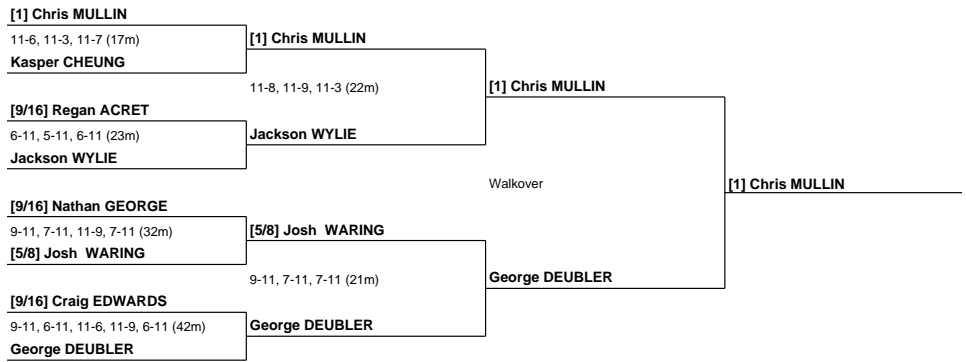 [1] Chris MULLIN
11-6, 11-3, 11-7 (17m)
Kasper CHEUNG
[9/16] Regan ACRET
6-11, 5-11, 6-11 (23m)
Jackson WYLIE
[9/16] Nathan GEORGE
9-11, 7-11, 11-9, 7-11 (32m)
[5/8] Josh  WARING
[9/16] Craig EDWARDS
9-11, 6-11, 11-6, 11-9, 6-11 (42m)
George DEUBLER
[1] Chris MULLIN
11-8, 11-9, 11-3 (22m)
Jackson WYLIE
[5/8] Josh  WARING
9-11, 7-11, 7-11 (21m)
George DEUBLER
[1] Chris MULLIN
Walkover
George DEUBLER
[1] Chris MULLIN